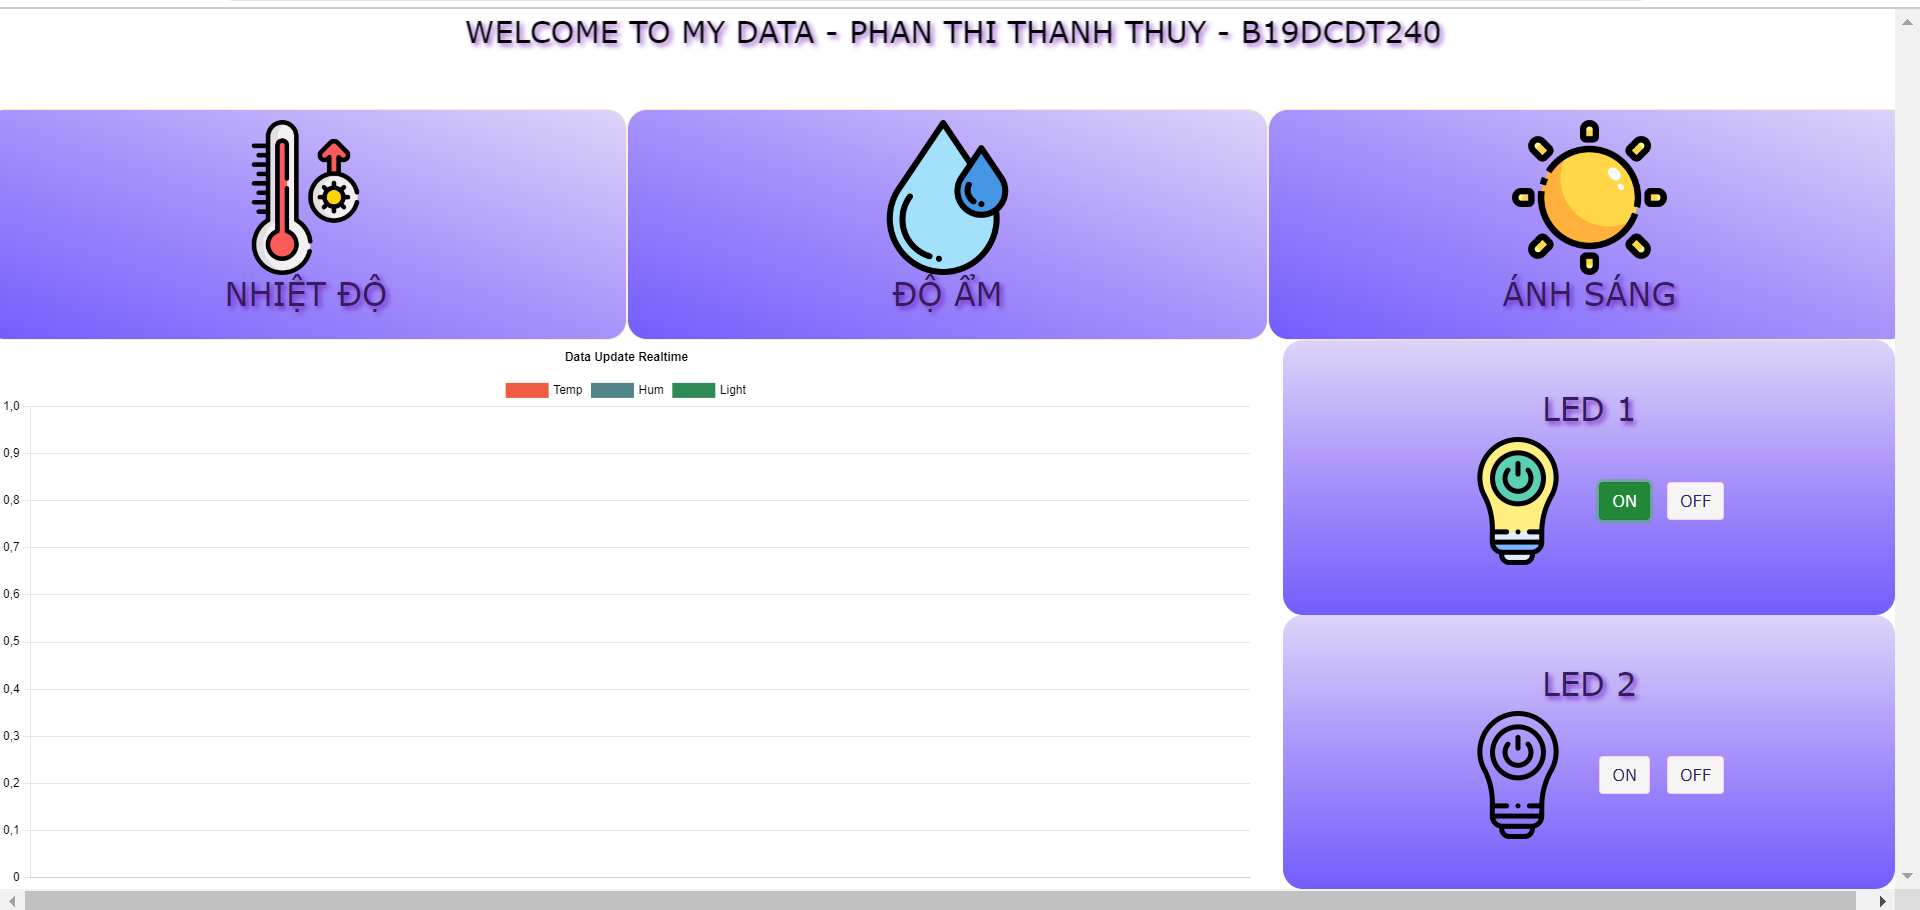 WELCOME TO MY DATA - PHAN THI THANH THUY - B19DCDT240
NHIỆT ĐỘ
ĐỘ ẨM
ÁNH SÁNG
Data Update Realtime
Temp Hum Light
1,0
0,9
0,8
0,7
0,6
0,5
0,4
0,3
0,2
0,1
0
LED 1
ON OFF
LED 2
ON OFF